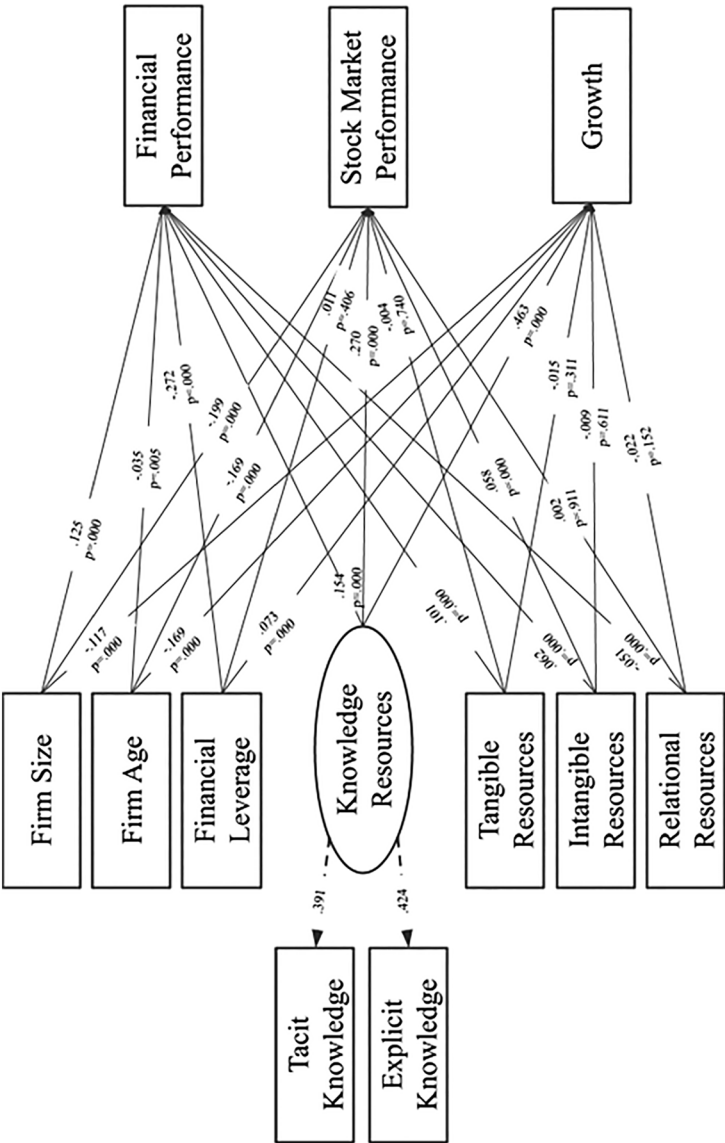 Financial
Performance
Stock Market
Performance
Growth
.011
p=.406
.270
p=.000
-.004
p=.740
.463
p=.000
-.272
p=.000
-.199
p=.000
-.015
p=.311
-.009
p=.611
-.022
p=.152
-.035
p=.005
-.169
p=.000
.058
p=.000
.002
p=.911
.125
p=.000
-.117
p=.000
-.169
p=.000
.073
p=.000
.154
p=.000
.101
p=.000
.062
p=.000
-.051
p=.000
Firm Size
Firm Age
Financial
Leverage
Knowledge
Resources
Tangible
Resources
Intangible
Resources
Relational
Resources
.391
.424
Tacit
Knowledge
Explicit
Knowledge